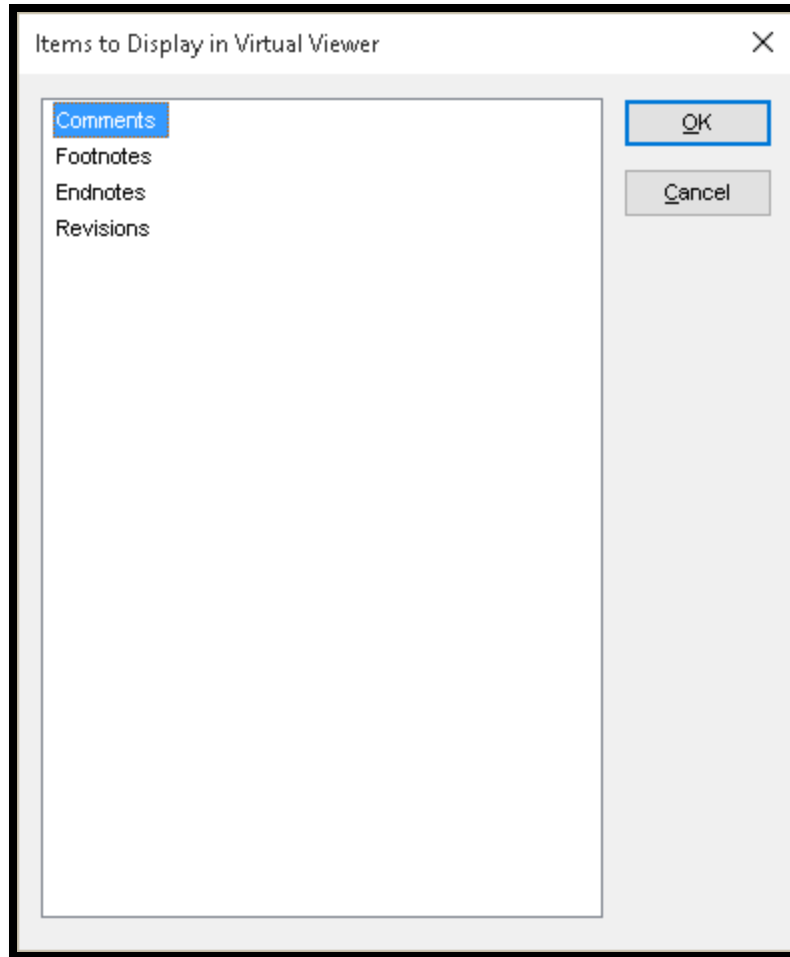 Items to Display in Virtual Viewer
Comments
Footnotes
Endnotes
Revisions
OK
Cancel